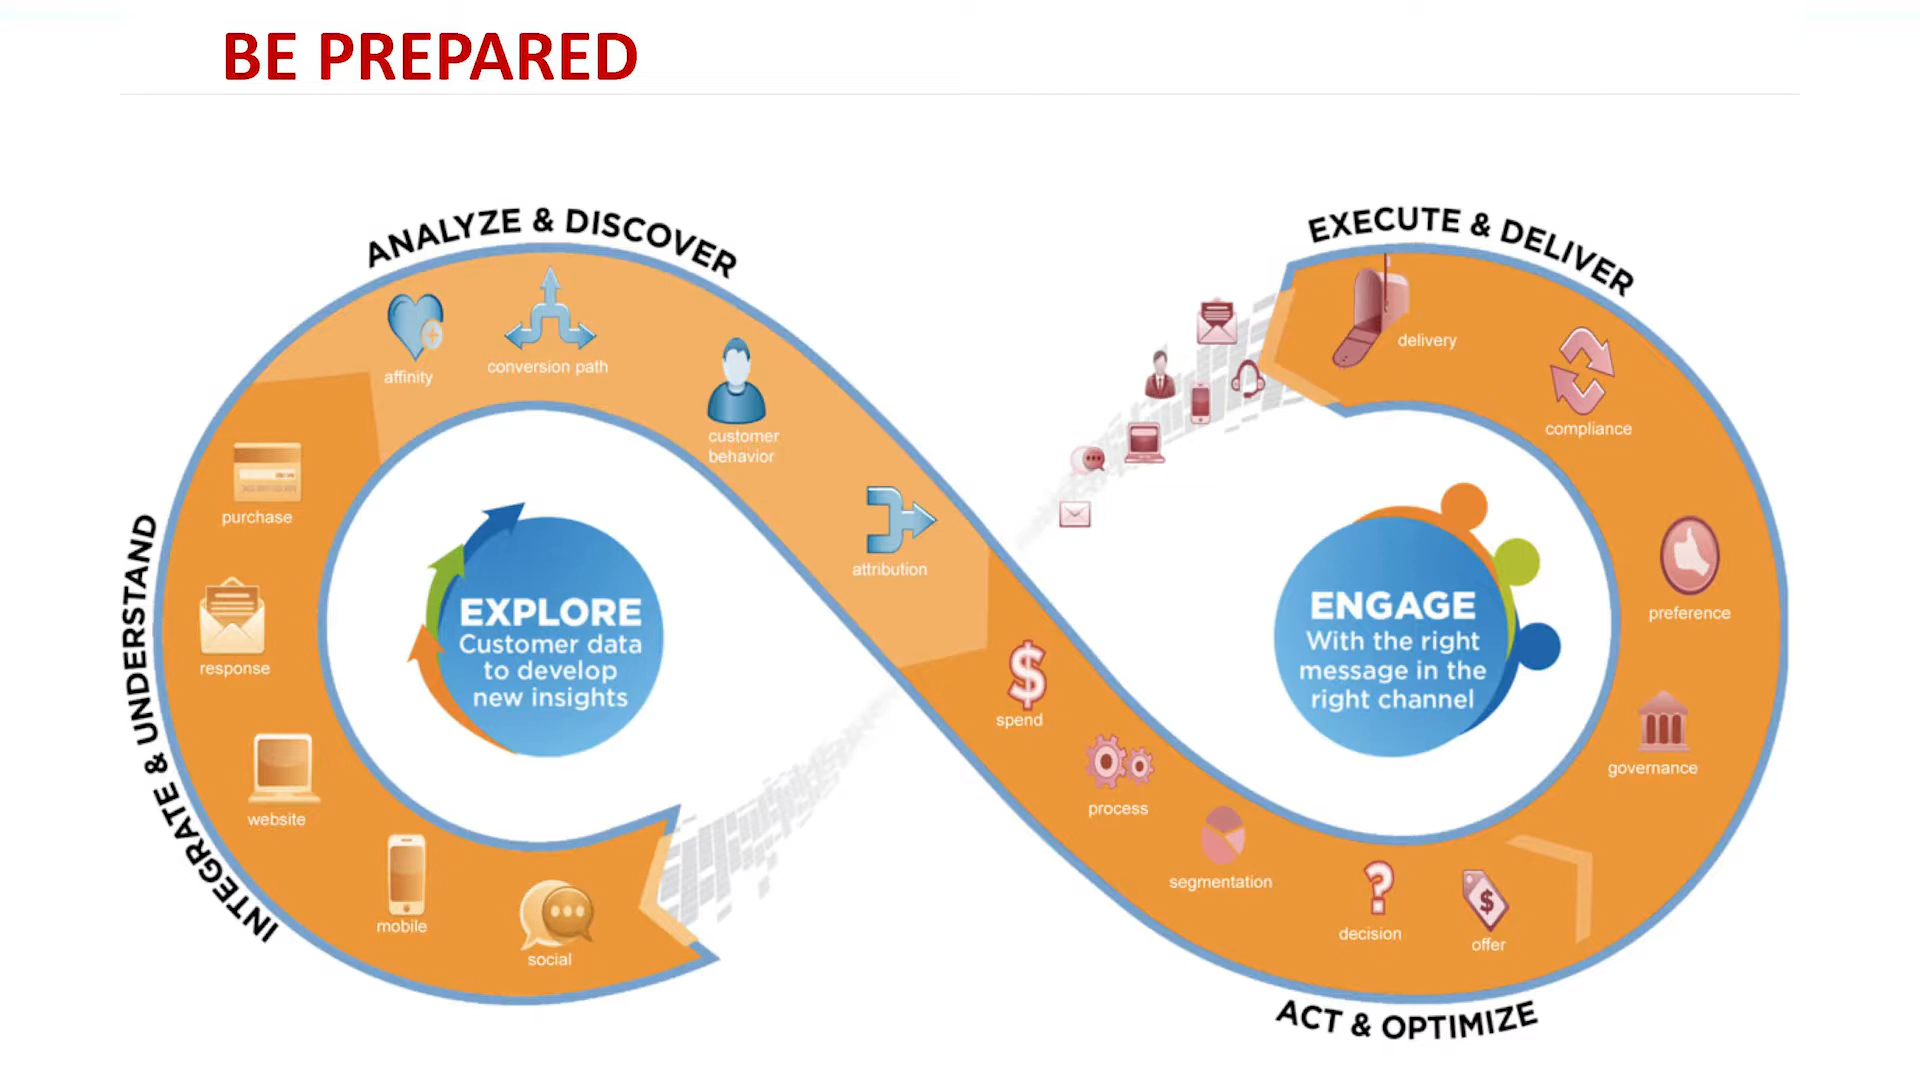 BE PREPARED
ANALYZE & DISCOVER
affinity
conversion path
customer
behavior
attribution
INTEGRATE & UNDERSTAND
purchase
response
website
mobile
social
EXPLORE
Customer data
to develop
new insights
spend
process
segmentation
decision
offer
ACT & OPTIMIZE
EXECUTE & DELIVER
delivery
compliance
preference
governance
ENGAGE
With the right
message in the
right channel